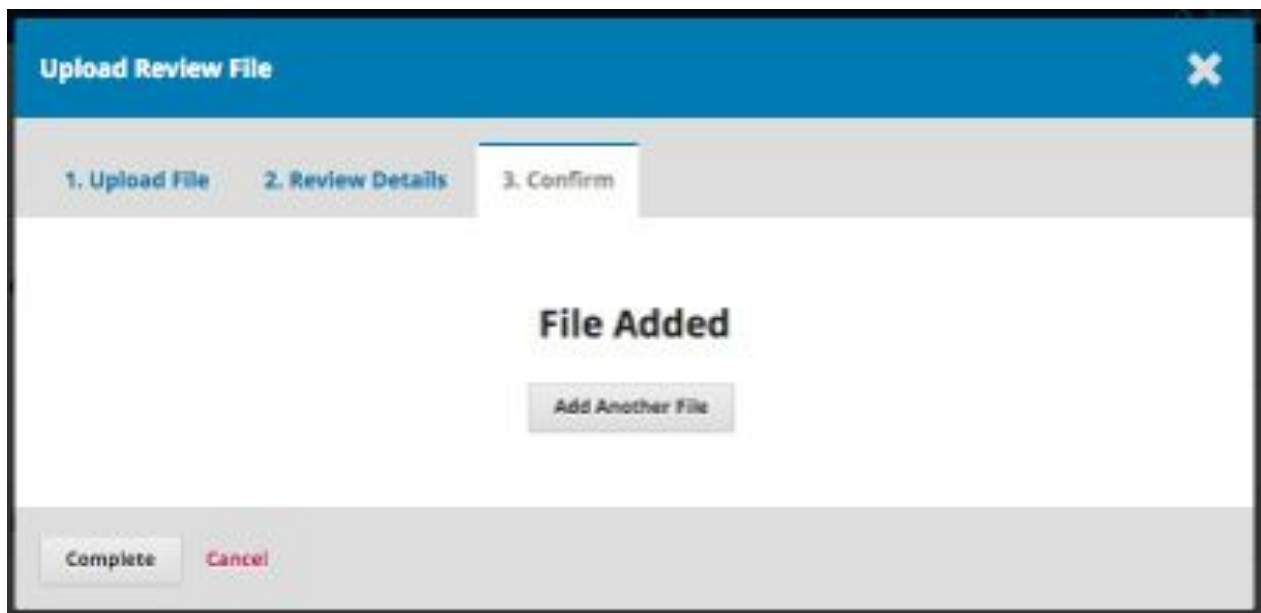 Upload Review File
1. Upload File 2. Review Details 3. Confirm
File Added
Add Another File
Complete Cancel